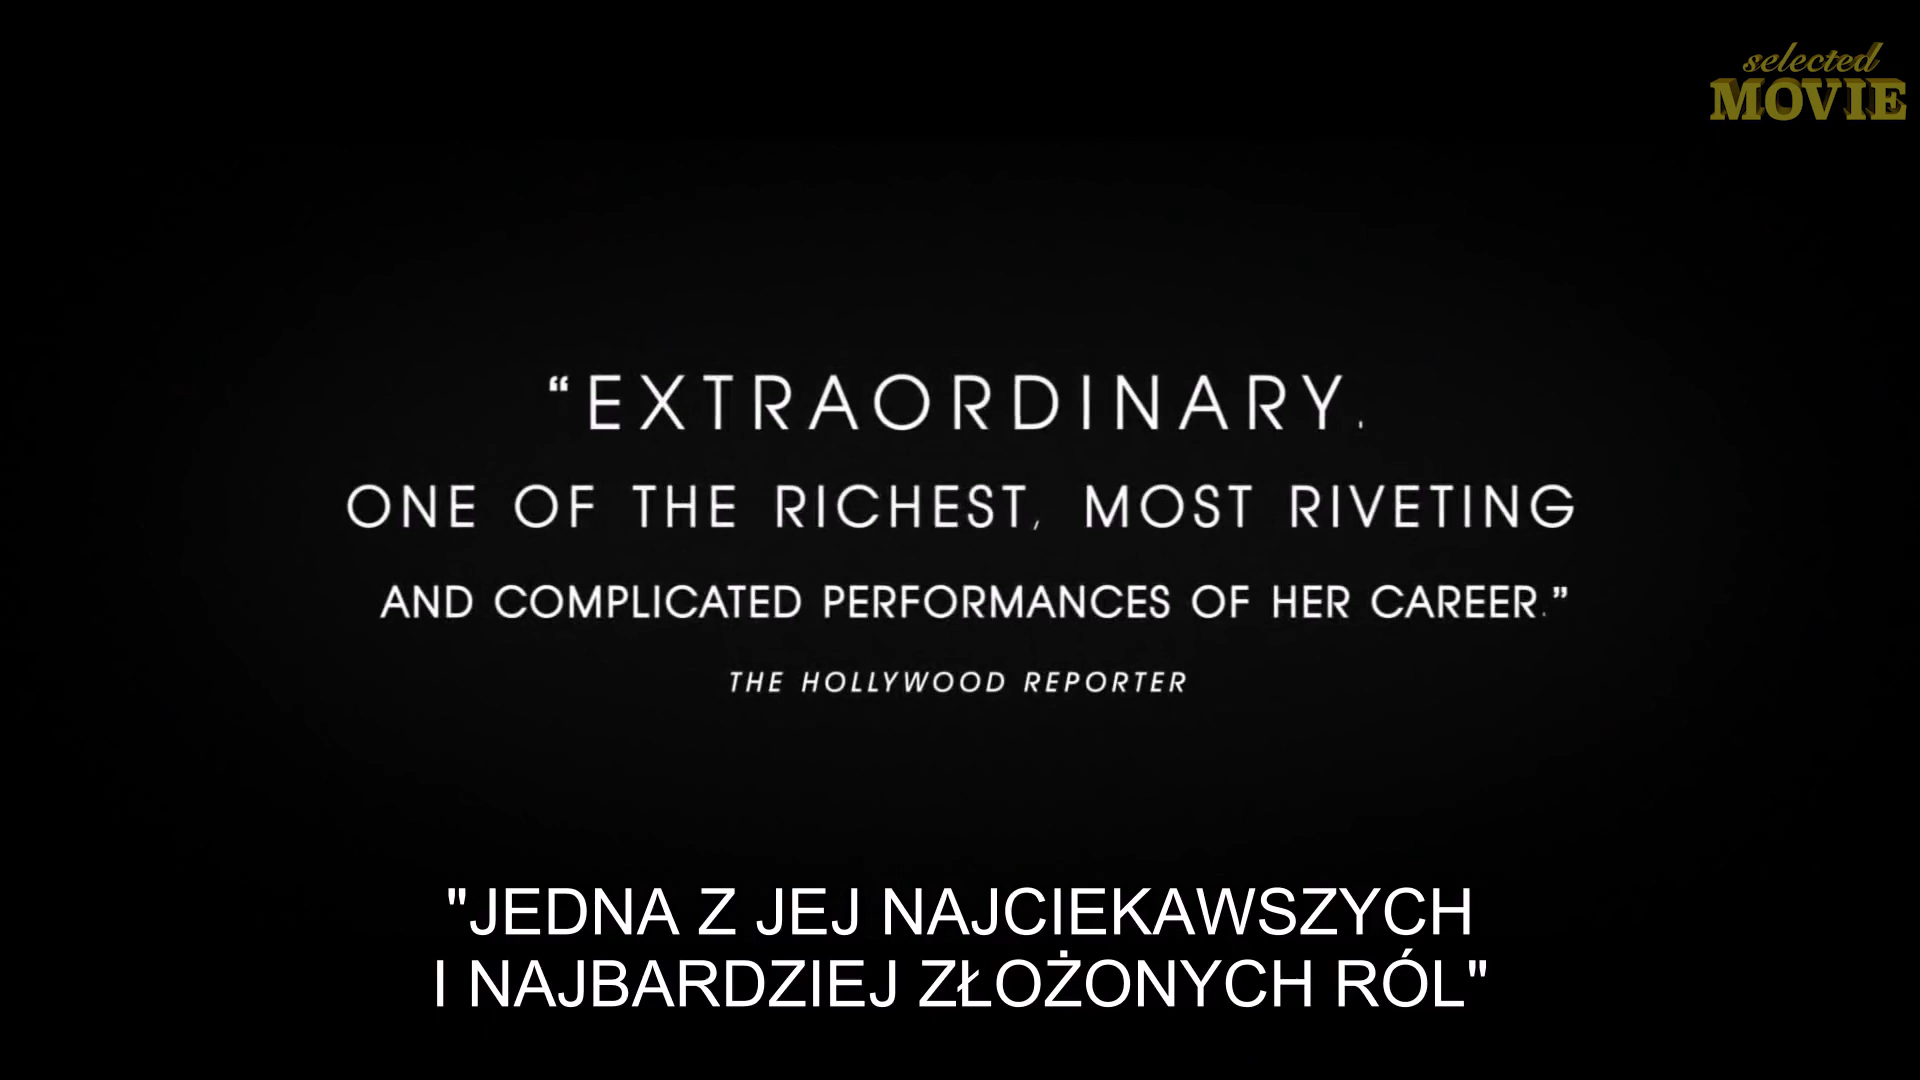 selected
MOVIE
“EXTRAORDINARY.
ONE OF THE RICHEST, MOST RIVETING
AND COMPLICATED PERFORMANCES OF HER CAREER.”
THE HOLLYWOOD REPORTER
"JEDNA Z JEJ NAJCIEKAWSZYCH
I NAJBARDZIEJ ZŁOŻONYCH RÓL"